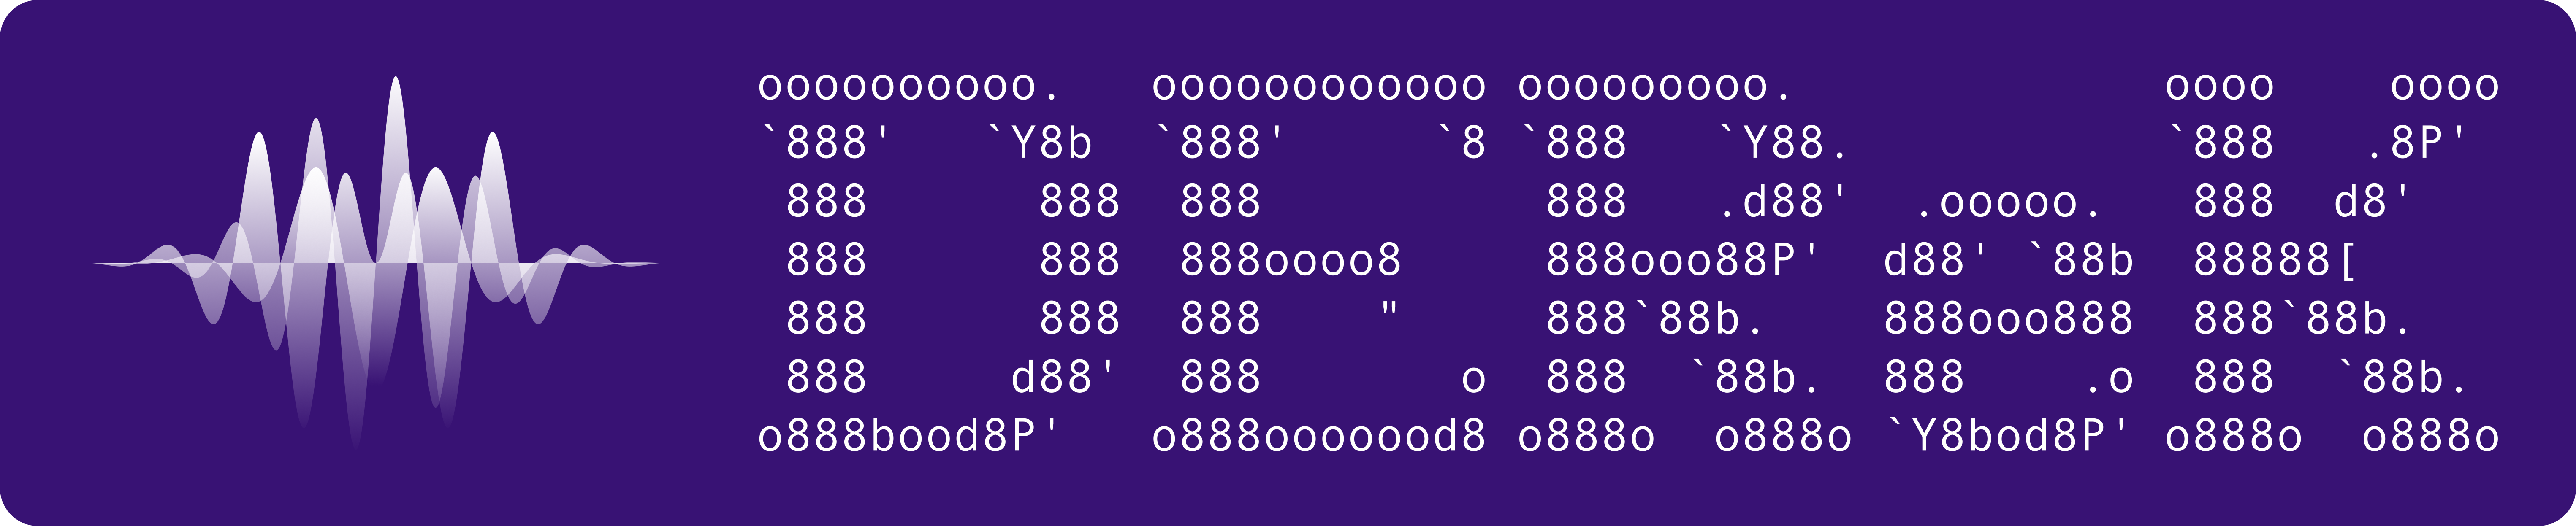 oooooooooo.   oooooooooooo ooooooooo.             oooo    oooo
`888'   `Y8b  `888'     `8 `888   `Y88.           `888   .8P'
 888      888  888          888   .d88'  .ooooo.   888  d8'
 888      888  888oooo8     888ooo88P'  d88' `88b  88888[
 888      888  888    "     888`88b.    888ooo888  888`88b.
 888     d88'  888       o  888  `88b.  888    .o  888  `88b.
o888bood8P'   o888ooooood8 o888o  o888o `Y8bod8P' o888o  o888o